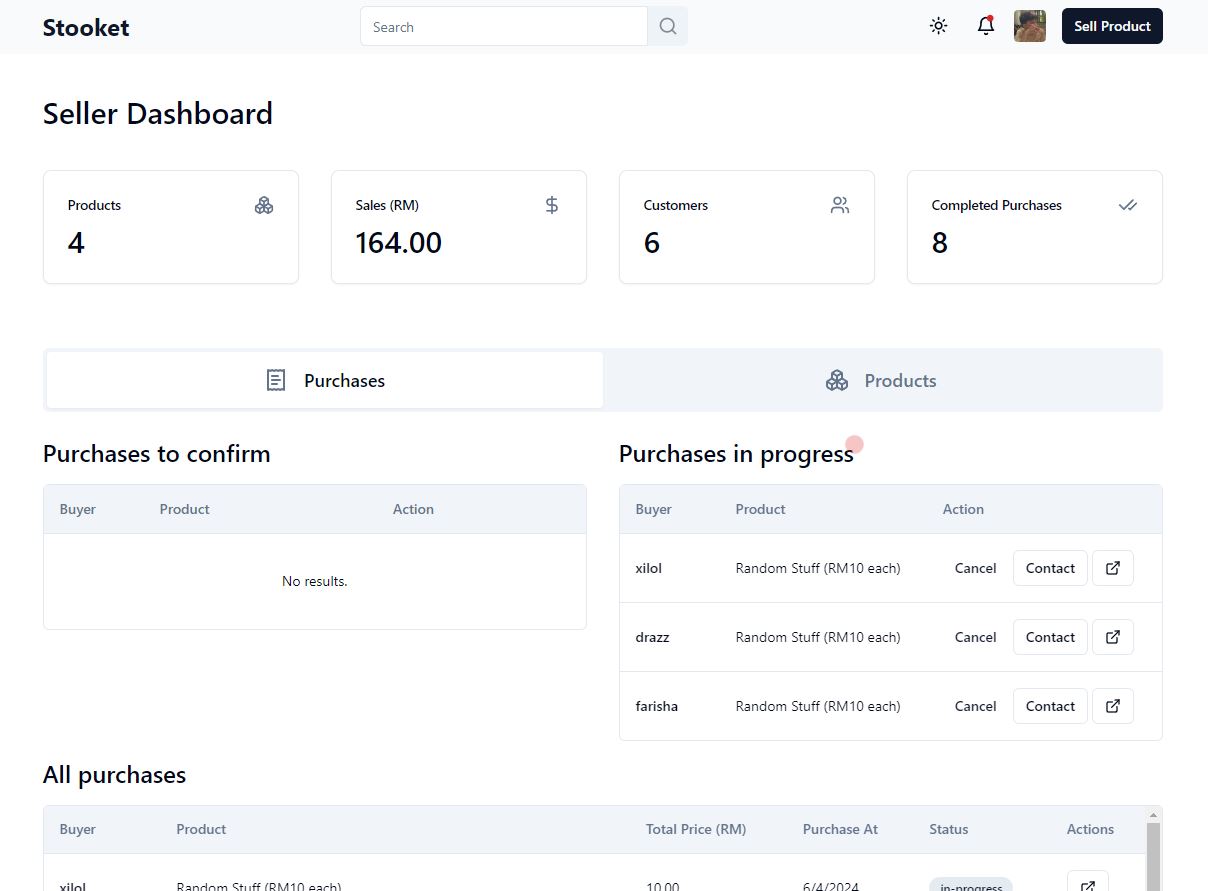 Stooket
Search
Sell Product
Seller Dashboard
Products
4
Sales (RM)
164.00
Customers
6
Completed Purchases
8
Purchases
Products
Purchases to confirm
Buyer Product Action
No results.
Purchases in progress
Buyer Product Action
xilol Random Stuff (RM10 each) Cancel Contact
drazz Random Stuff (RM10 each) Cancel Contact
farisha Random Stuff (RM10 each) Cancel Contact
All purchases
Buyer Product Total Price (RM) Purchase At Status Actions
xilol Random Stuff (RM10 each) 10.00 6/4/2024 in-progress